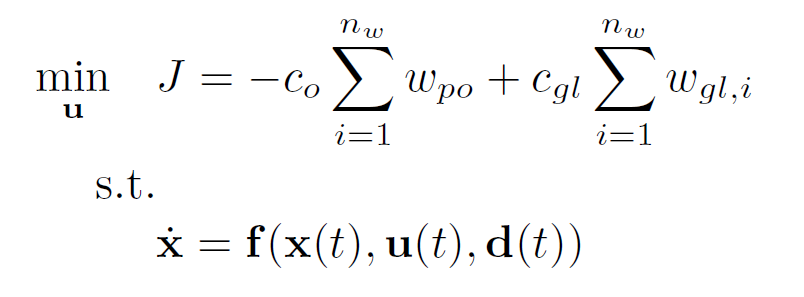 min_u J = −c_o ∑_{i=1}^{n_w} w_{po} + c_{gl} ∑_{i=1}^{n_w} w_{gl,i}
s.t.
ẋ = f(x(t), u(t), d(t))